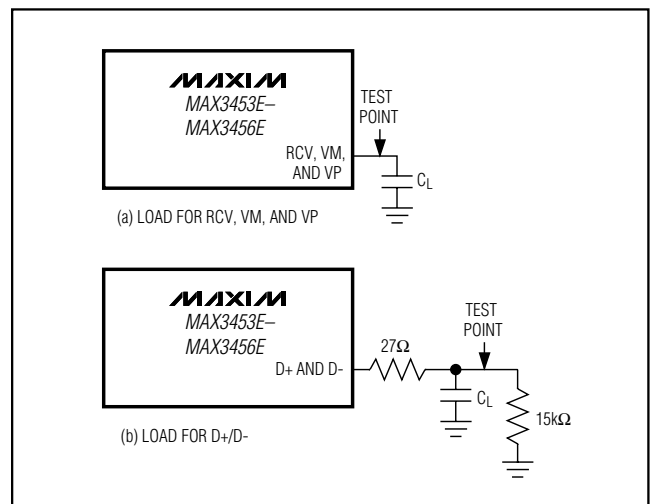 MAXIM
MAX3453E–
MAX3456E
TEST
POINT
RCV, VM,
AND VP
CL
(a) LOAD FOR RCV, VM, AND VP
MAXIM
MAX3453E–
MAX3456E
TEST
POINT
27Ω
D+ AND D-
CL
15kΩ
(b) LOAD FOR D+/D-